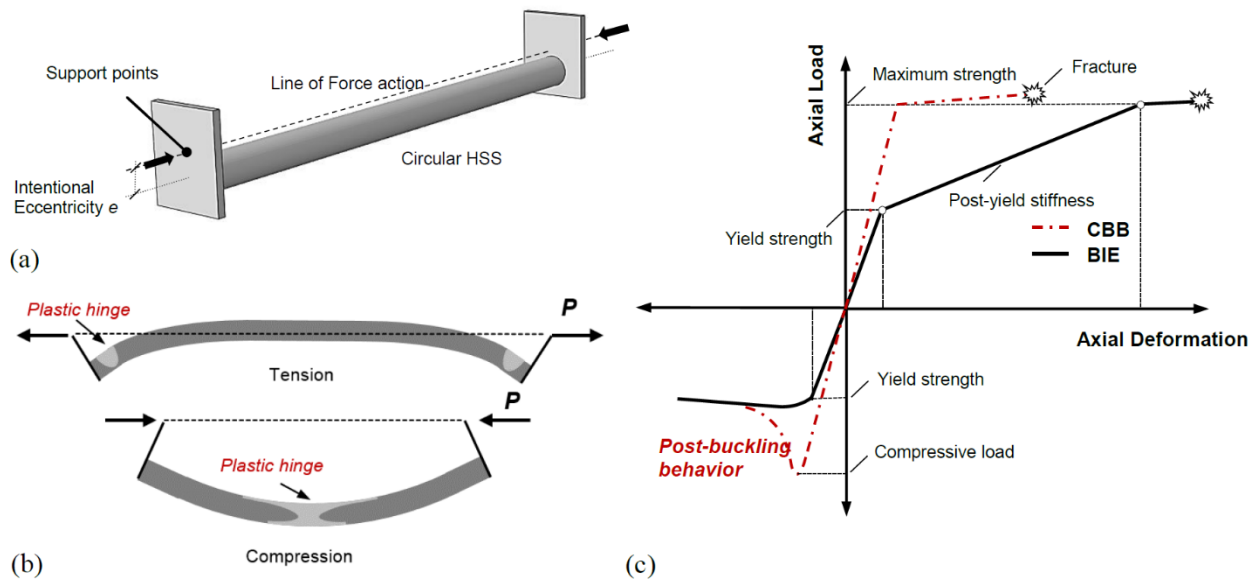 Support points
Line of Force action
Circular HSS
Intentional
Eccentricity e
(a)
Plastic hinge
P
Tension
P
Plastic hinge
Compression
(b)
Axial Load
Maximum strength
Fracture
Yield strength
Post-yield stiffness
CBB
BIE
Axial Deformation
Yield strength
Post-buckling
behavior
Compressive load
(c)